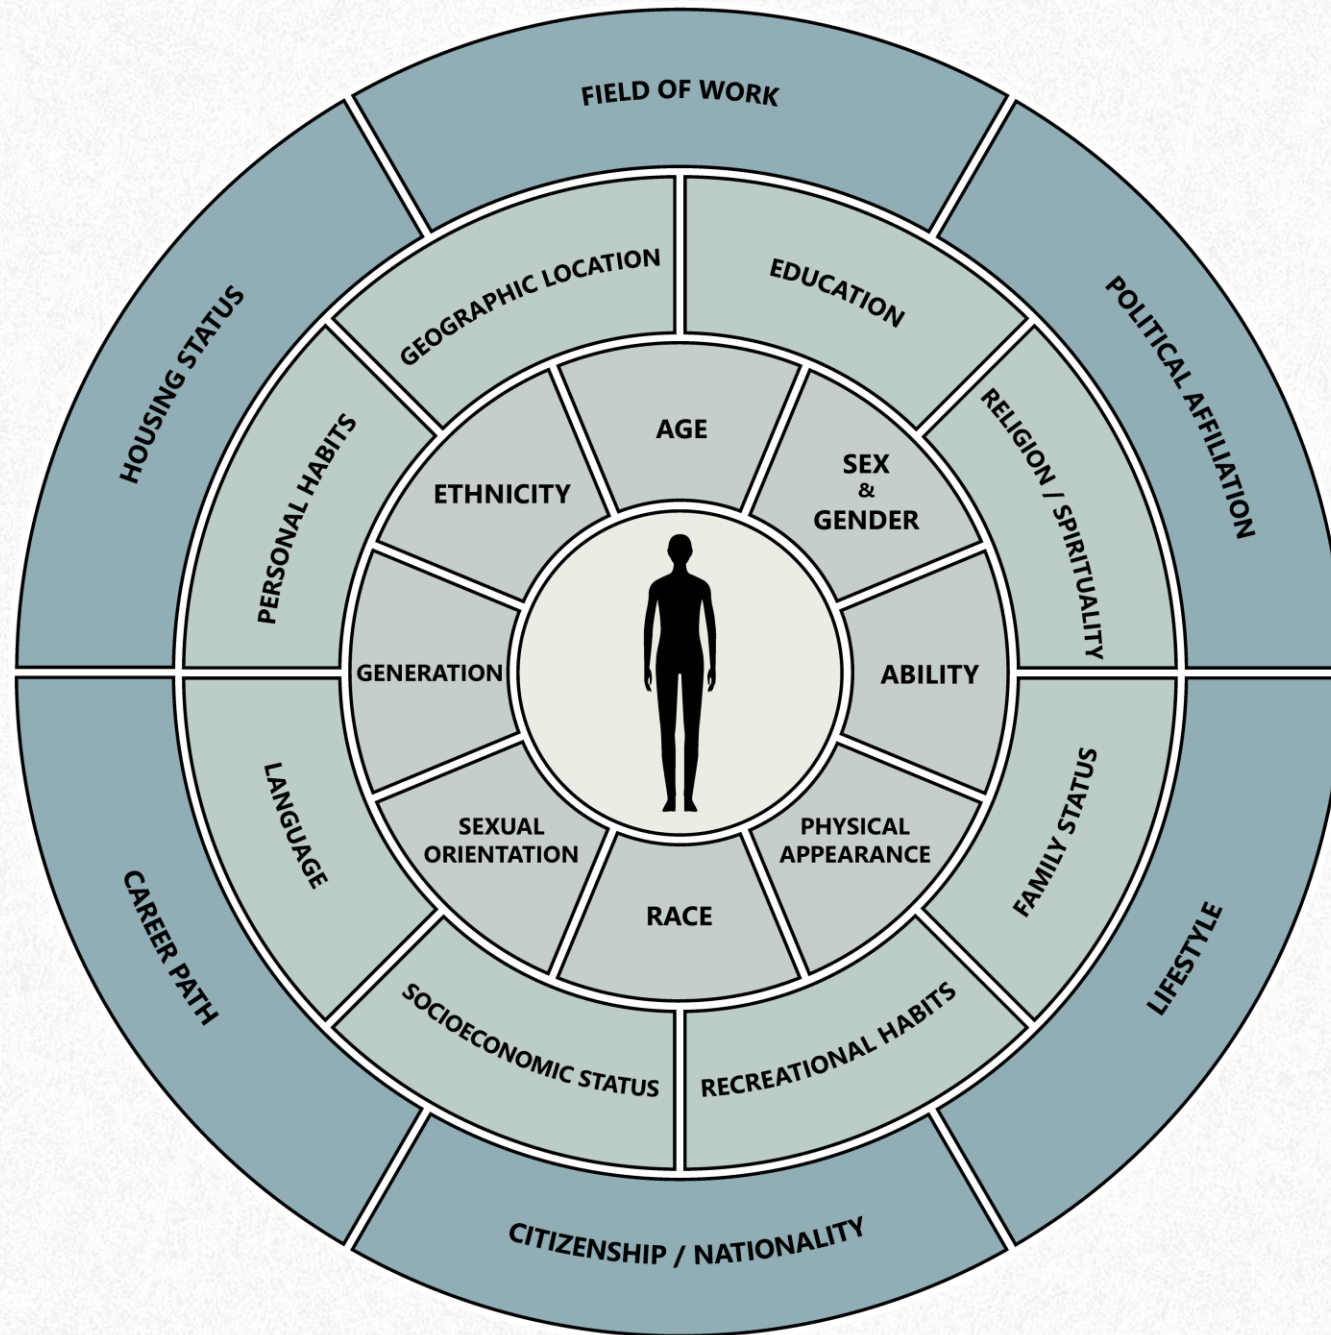 FIELD OF WORK
POLITICAL AFFILIATION
LIFESTYLE
CITIZENSHIP / NATIONALITY
CAREER PATH
HOUSING STATUS
GEOGRAPHIC LOCATION
EDUCATION
RELIGION / SPIRITUALITY
FAMILY STATUS
RECREATIONAL HABITS
SOCIOECONOMIC STATUS
LANGUAGE
PERSONAL HABITS
AGE
SEX
&
GENDER
ABILITY
PHYSICAL
APPEARANCE
RACE
SEXUAL
ORIENTATION
GENERATION
ETHNICITY